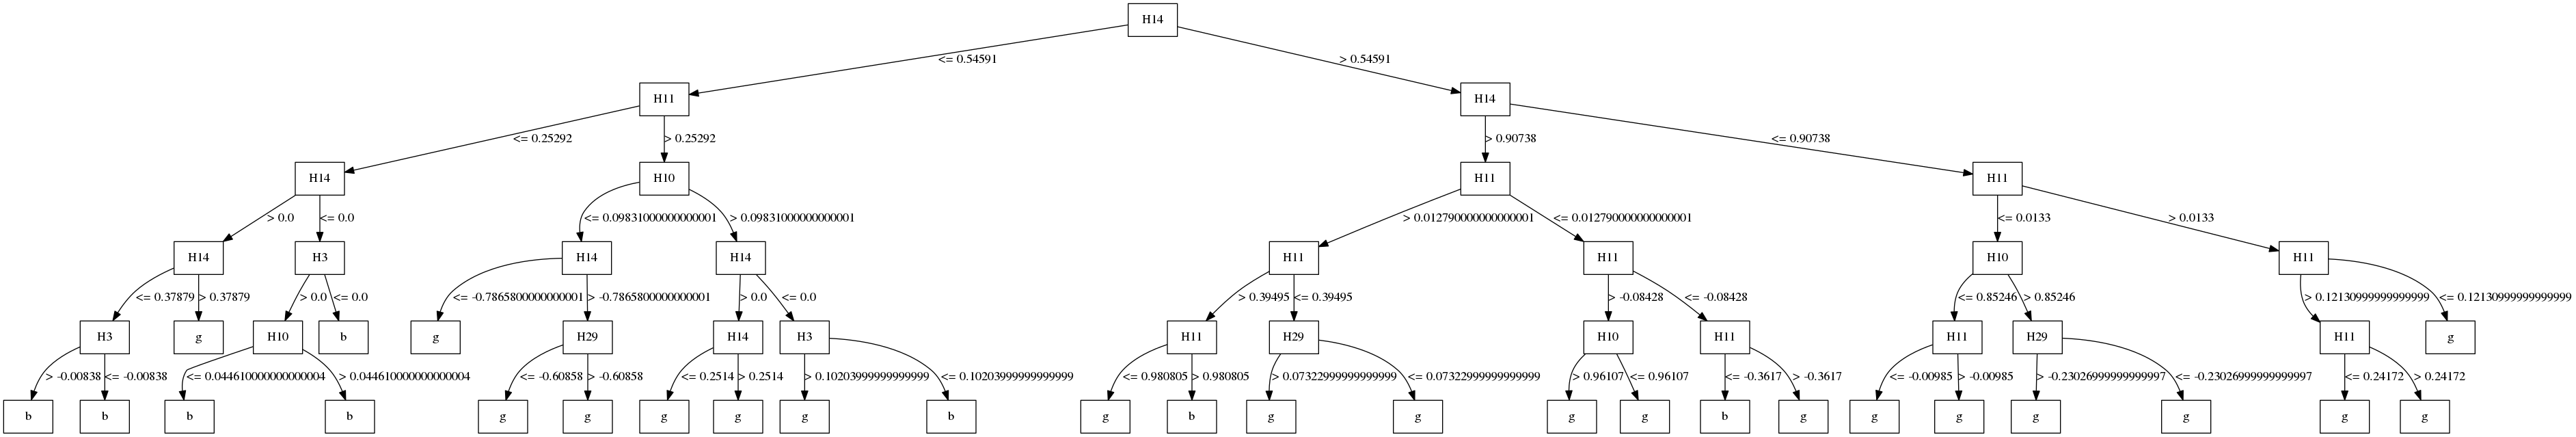 H14
<= 0.54591
> 0.54591
H11
H14
<= 0.25292
> 0.25292
> 0.90738
<= 0.90738
H14
H10
H11
H11
> 0.0
<= 0.0
<= 0.09831000000000001
> 0.09831000000000001
> 0.012790000000000001
<= 0.012790000000000001
<= 0.0133
> 0.0133
H14
H3
H14
H14
H11
H11
H10
H11
<= 0.37879
> 0.37879
> 0.0
<= 0.0
<= -0.7865800000000001
> -0.7865800000000001
> 0.0
<= 0.0
> 0.39495
<= 0.39495
> -0.08428
<= -0.08428
<= 0.85246
> 0.85246
> 0.12130999999999999
<= 0.12130999999999999
H3
g
H10
b
g
H29
H14
H3
H11
H29
H10
H11
H11
H29
H11
g
> -0.00838
<= -0.00838
<= 0.044610000000000004
> 0.044610000000000004
<= -0.60858
> -0.60858
<= 0.2514
> 0.2514
> 0.10203999999999999
<= 0.10203999999999999
<= 0.980805
> 0.980805
> 0.07322999999999999
<= 0.07322999999999999
> 0.96107
<= 0.96107
<= -0.3617
> -0.3617
<= -0.00985
> -0.00985
> -0.23026999999999997
<= -0.23026999999999997
<= 0.24172
> 0.24172
b
b
b
b
g
g
g
g
g
b
g
b
g
g
g
g
b
g
g
g
g
g
g
g